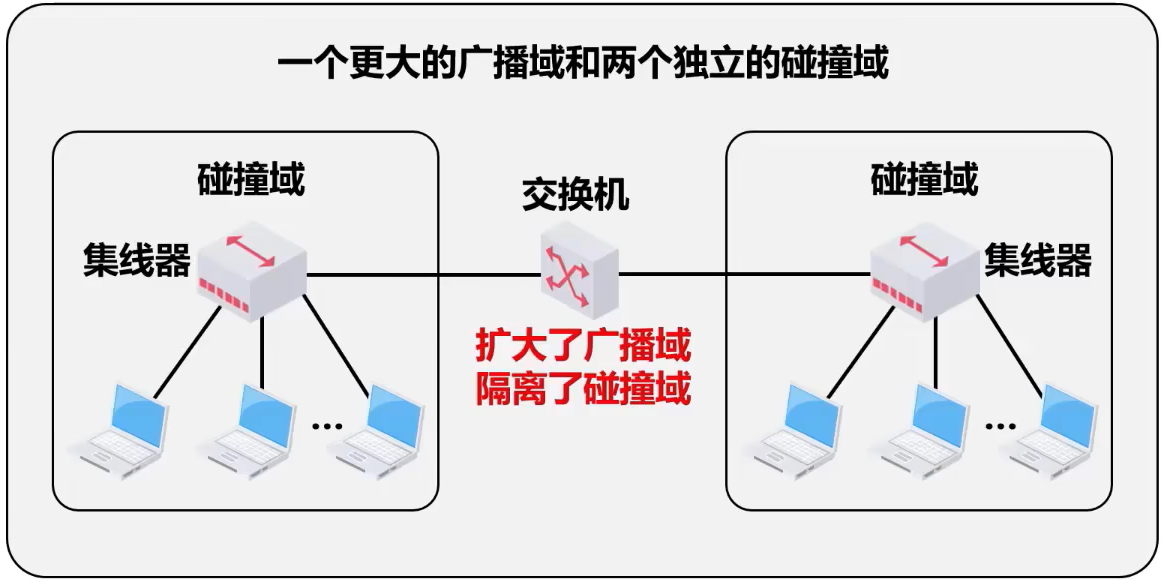 一个更大的广播域和两个独立的碰撞域
碰撞域
交换机
碰撞域
集线器
集线器
扩大了广播域
隔离了碰撞域
...
...